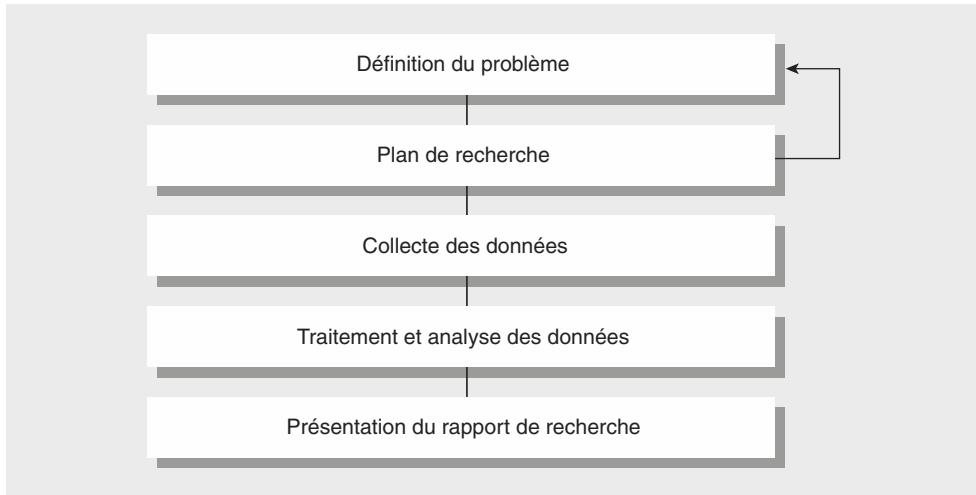 Définition du problème
Plan de recherche
Collecte des données
Traitement et analyse des données
Présentation du rapport de recherche